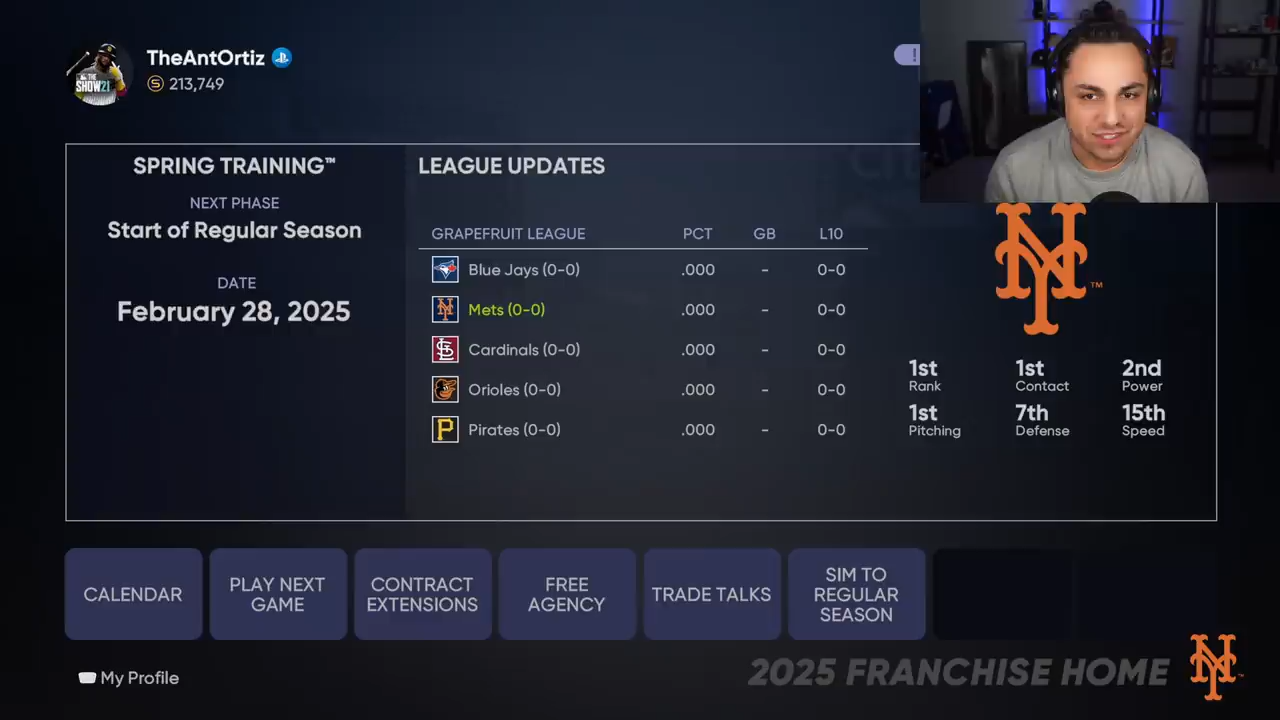 TheAntOrtiz
213,749
THE SHOW21
SPRING TRAINING™
NEXT PHASE
Start of Regular Season
DATE
February 28, 2025
LEAGUE UPDATES
GRAPEFRUIT LEAGUE PCT GB L10
Blue Jays (0-0) .000 - 0-0
Mets (0-0) .000 - 0-0
Cardinals (0-0) .000 - 0-0
Orioles (0-0) .000 - 0-0
Pirates (0-0) .000 - 0-0
NY™
1st 1st 2nd
Rank Contact Power
1st 7th 15th
Pitching Defense Speed
CALENDAR
PLAY NEXT
GAME
CONTRACT
EXTENSIONS
FREE
AGENCY
TRADE TALKS
SIM TO
REGULAR
SEASON
My Profile
2025 FRANCHISE HOME NY